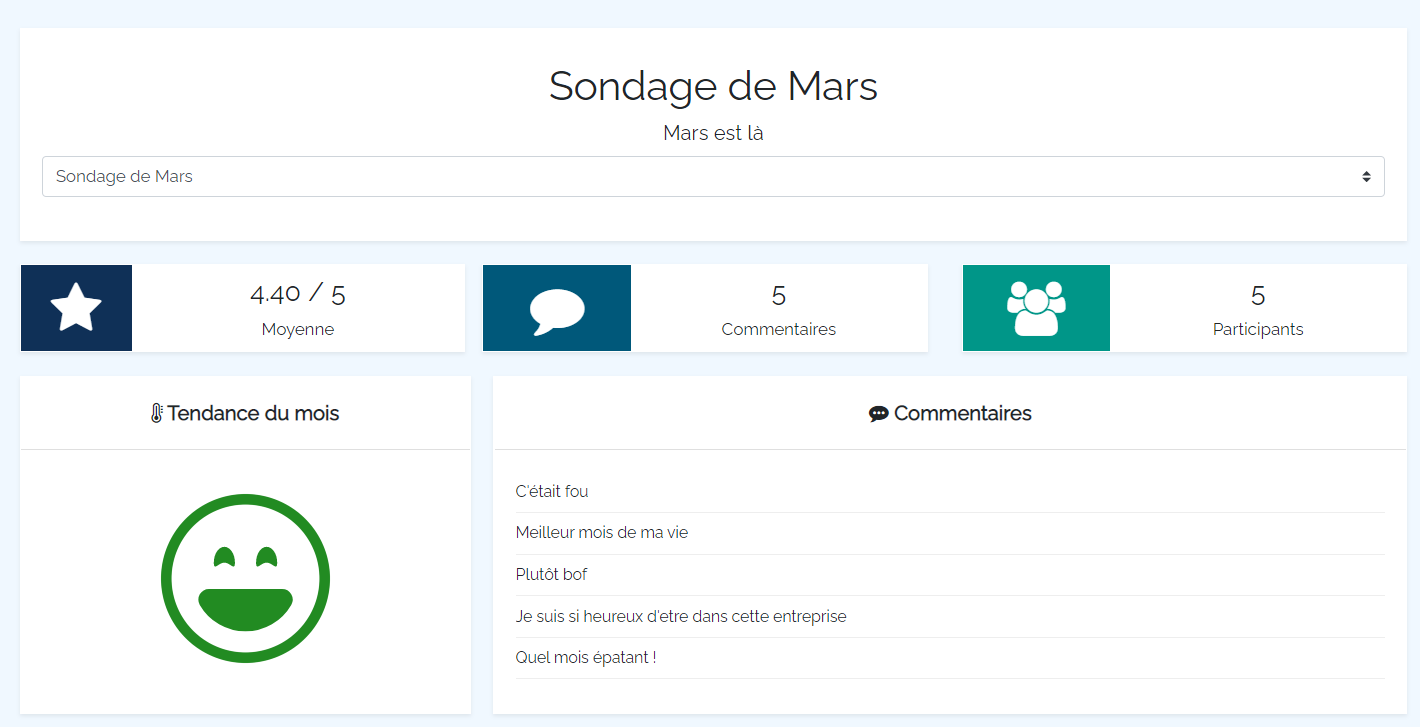 Sondage de Mars
Mars est là
Sondage de Mars
4.40 / 5
Moyenne
5
Commentaires
5
Participants
Tendance du mois
Commentaires
C'était fou
Meilleur mois de ma vie
Plutôt bof
Je suis si heureux d'etre dans cette entreprise
Quel mois épatant !